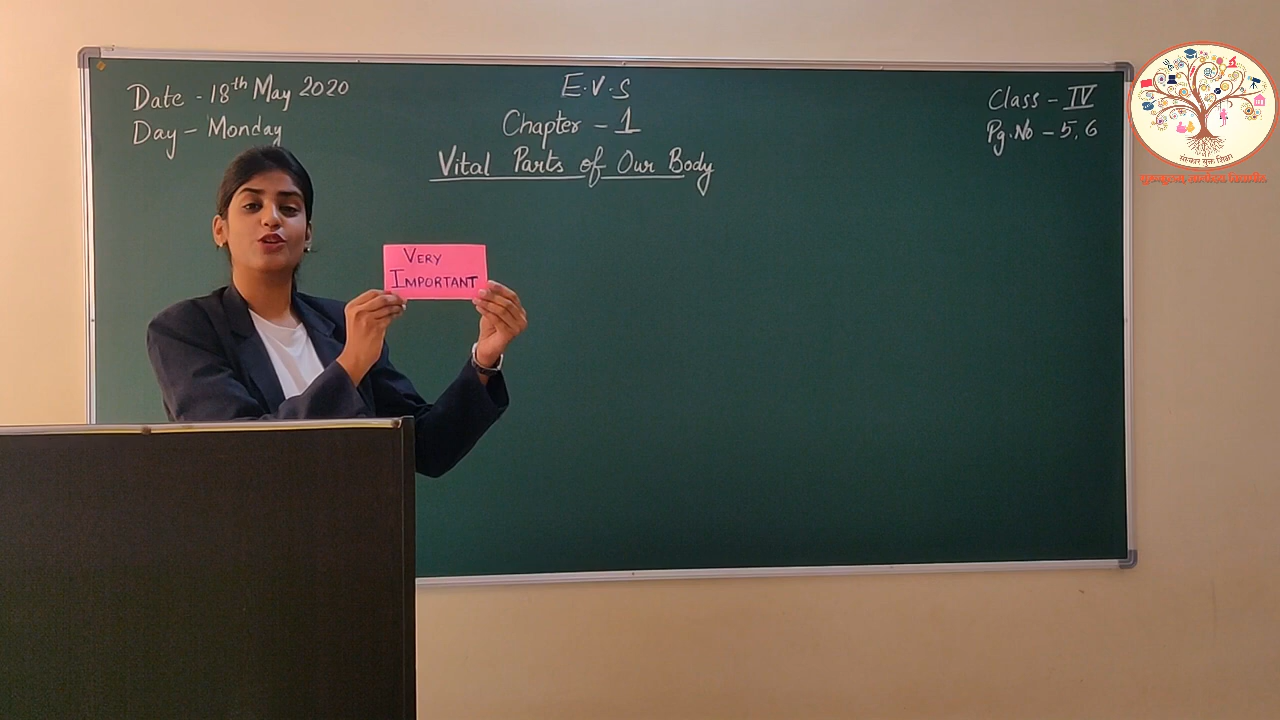 Date - 18th May 2020
Day - Monday
E.V.S
Chapter - 1
Vital Parts of Our Body
Class - IV
Pg.No - 5, 6
VERY
IMPORTANT
संस्कार युक्त शिक्षा